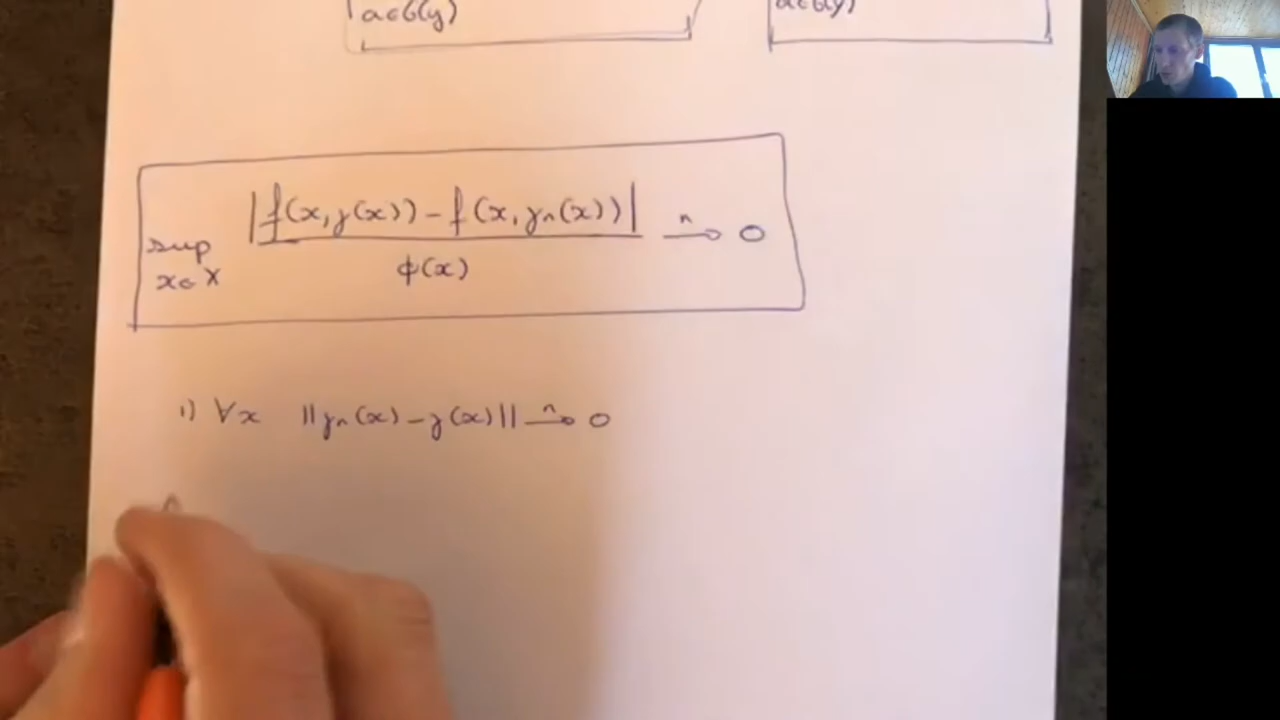 a∈G(y)
a∈G(y)
sup x∈X |f(x, y(x)) - f(x, yn(x))| / ϕ(x) →n 0
1) ∀x ||yn(x) - y(x)|| →n 0